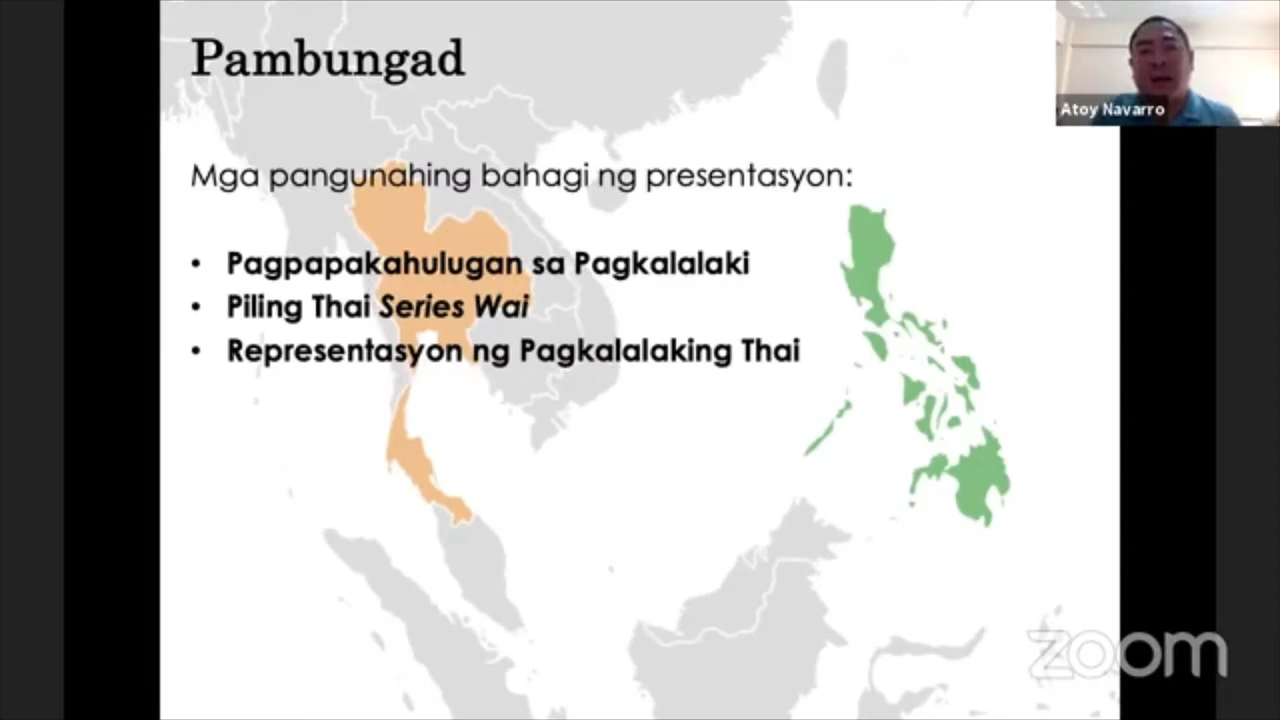 Pambungad
Atoy Navarro
Mga pangunahing bahagi ng presentasyon:
• Pagpapakahulugan sa Pagkalalaki
• Piling Thai Series Wai
• Representasyon ng Pagkalalaking Thai
zoom